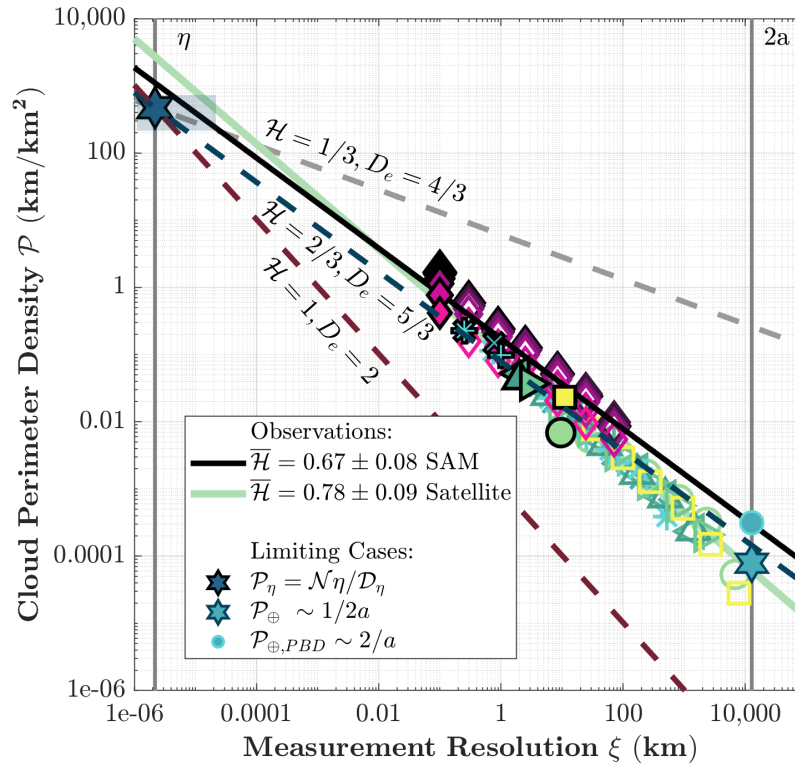 10,000
η
2a
100
1
0.01
0.0001
1e-06
Cloud Perimeter Density 𝒫 (km/km²)
ℋ = 1/3, Dₑ = 4/3
ℋ = 2/3, Dₑ = 5/3
ℋ = 1, Dₑ = 2
Observations:
ℋ̅ = 0.67 ± 0.08 SAM
ℋ̅ = 0.78 ± 0.09 Satellite
Limiting Cases:
𝒫_η = 𝒩η/𝒟_η
𝒫_⊕ ∼ 1/2a
𝒫_{⊕,PBD} ∼ 2/a
1e-06
0.0001
0.01
1
100
10,000
Measurement Resolution ξ (km)